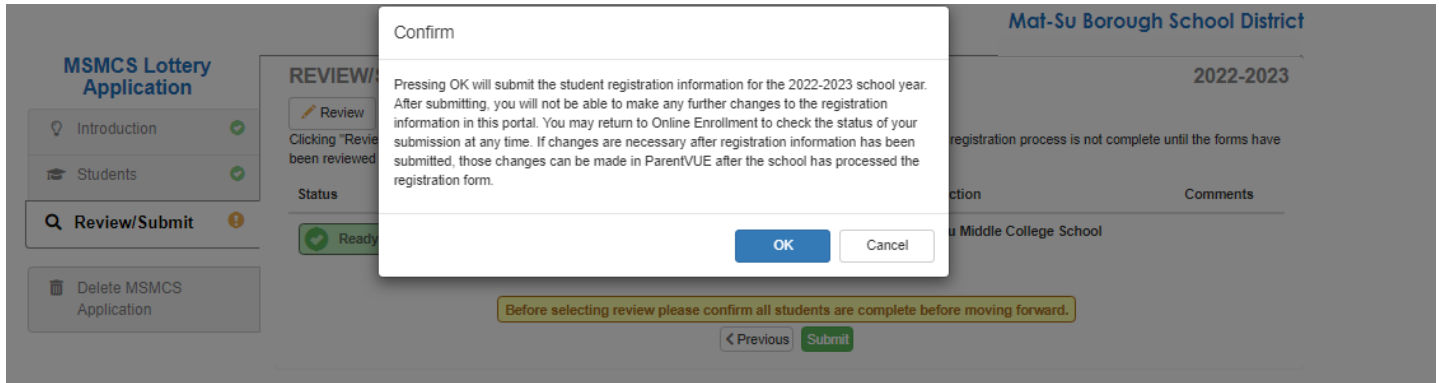 Mat-Su Borough School District
MSMCS Lottery
Application
Introduction
Students
Review/Submit
Delete MSMCS
Application
REVIEW/
2022-2023
Review
Clicking "Revie
registration process is not complete until the forms have
been reviewed
Status
ction
Comments
Ready
u Middle College School
Confirm
Pressing OK will submit the student registration information for the 2022-2023 school year.
After submitting, you will not be able to make any further changes to the registration
information in this portal. You may return to Online Enrollment to check the status of your
submission at any time. If changes are necessary after registration information has been
submitted, those changes can be made in ParentVUE after the school has processed the
registration form.
OK
Cancel
Before selecting review please confirm all students are complete before moving forward.
Previous
Submit